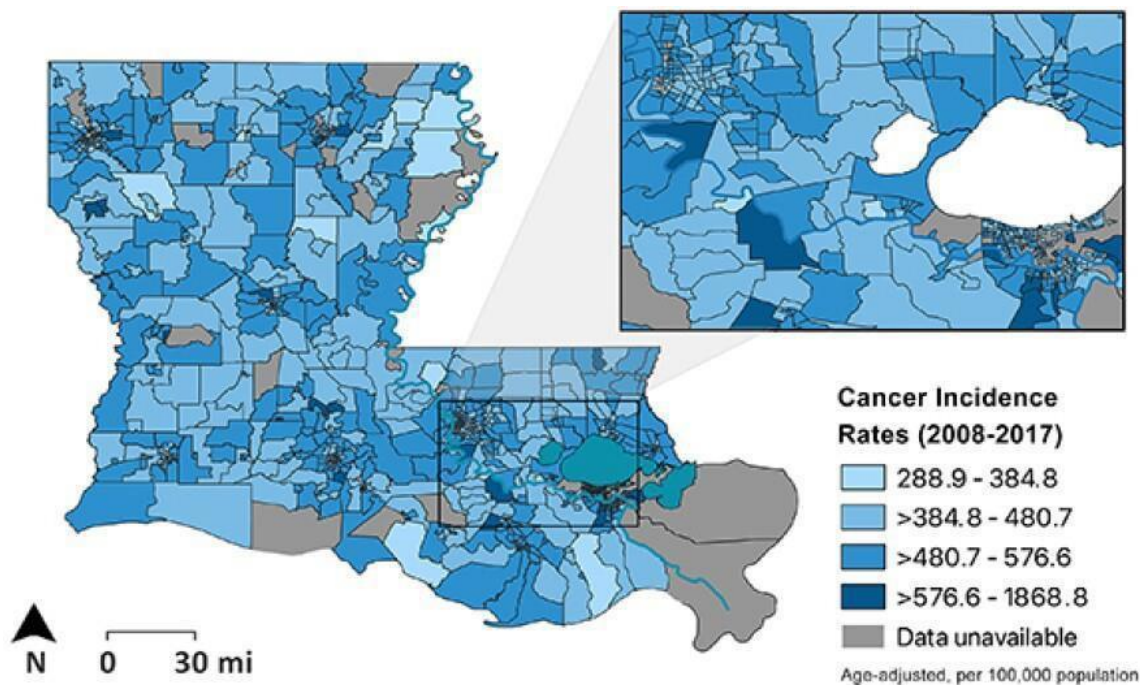 Cancer Incidence
Rates (2008-2017)
288.9 - 384.8
>384.8 - 480.7
>480.7 - 576.6
>576.6 - 1868.8
Data unavailable
Age-adjusted, per 100,000 population
N 0 30 mi